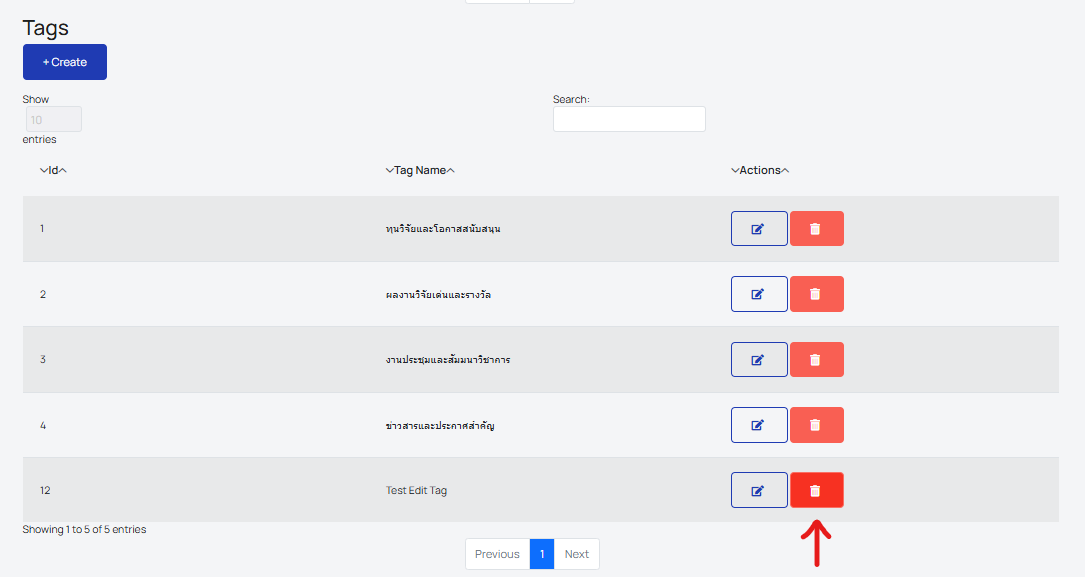 Tags
+ Create
Show
10
entries
Search:
Id
Tag Name
Actions
1 ทุนวิจัยและโอกาสสนับสนุน
2 ผลงานวิจัยเด่นและรางวัล
3 งานประชุมและสัมมนาวิชาการ
4 ข่าวสารและประกาศสำคัญ
12 Test Edit Tag
Showing 1 to 5 of 5 entries
Previous 1 Next